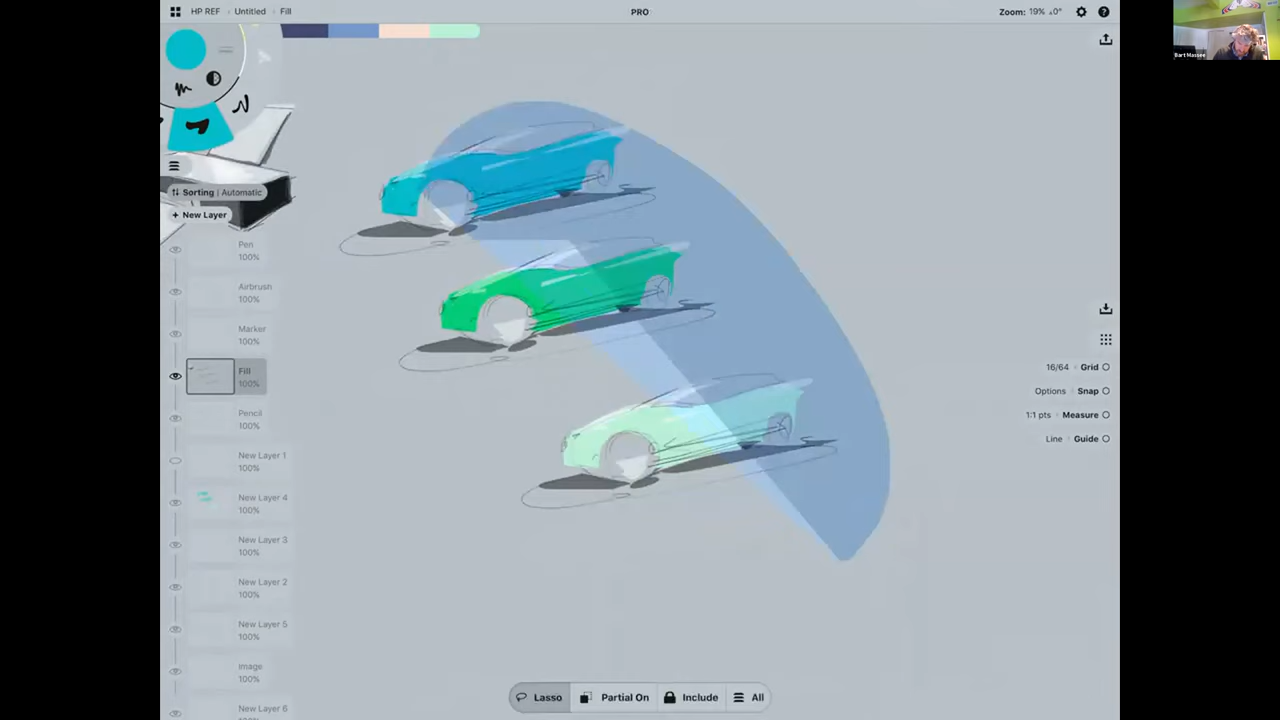 HP REF Untitled Fill
PRO
Zoom: 19% ⊿0°
Bart Massee
Sorting | Automatic
+ New Layer
Pen
100%
Airbrush
100%
Marker
100%
Fill
100%
Pencil
100%
New Layer 1
100%
New Layer 4
100%
New Layer 3
100%
New Layer 2
100%
New Layer 5
100%
Image
100%
New Layer 6
16/64 Grid
Options Snap
1:1 pts Measure
Line Guide
Lasso Partial On Include All